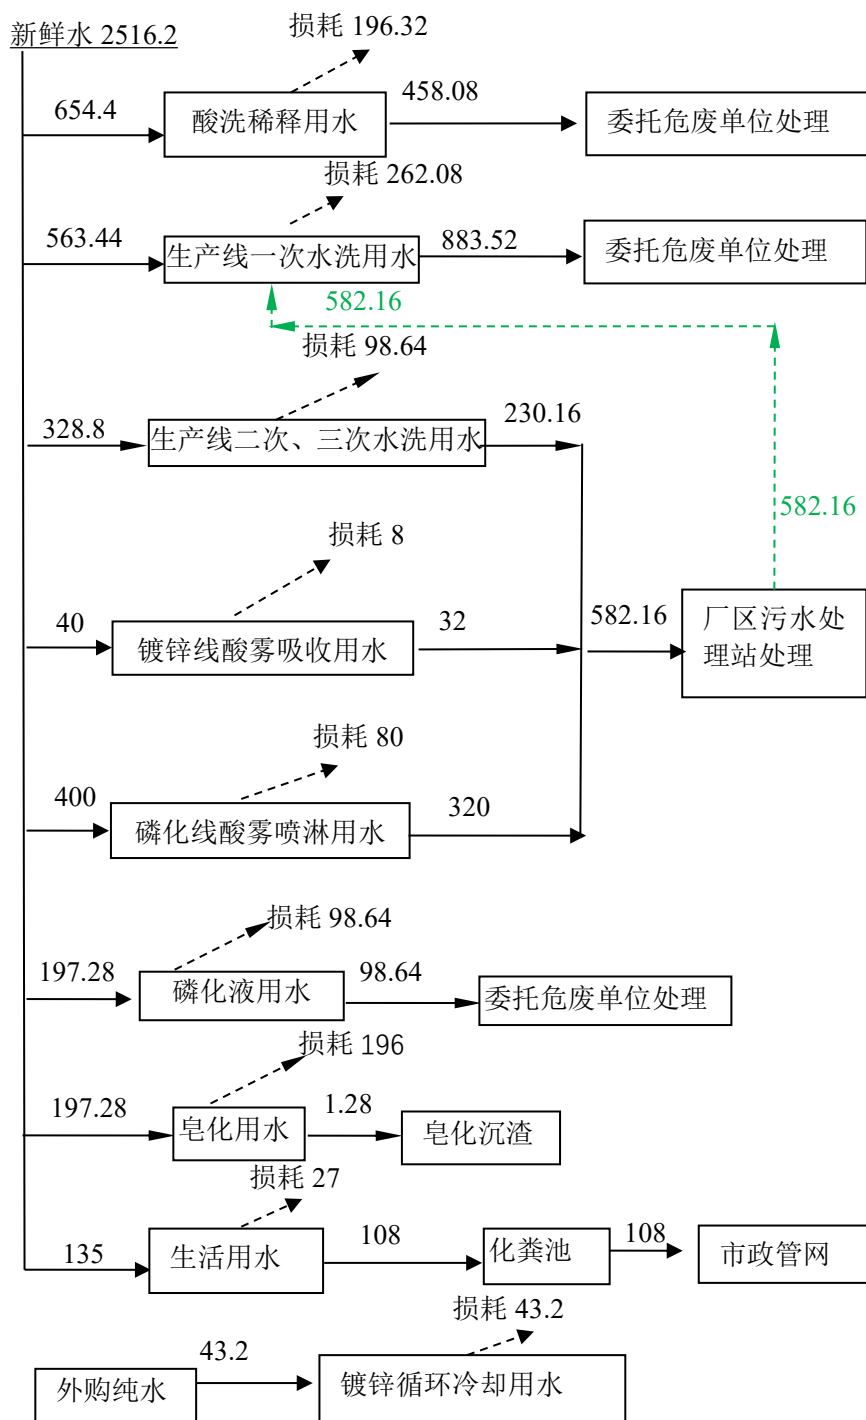 新鲜水 2516.2
损耗 196.32
654.4
酸洗稀释用水
458.08
委托危废单位处理
损耗 262.08
563.44
生产线一次水洗用水
883.52
委托危废单位处理
582.16
损耗 98.64
328.8
生产线二次、三次水洗用水
230.16
582.16
损耗 8
40
镀锌线酸雾吸收用水
32
582.16
厂区污水处
理站处理
损耗 80
400
磷化线酸雾喷淋用水
320
损耗 98.64
197.28
磷化液用水
98.64
委托危废单位处理
损耗 196
197.28
皂化用水
1.28
皂化沉渣
损耗 27
135
生活用水
108
化粪池
108
市政管网
损耗 43.2
外购纯水
43.2
镀锌循环冷却用水